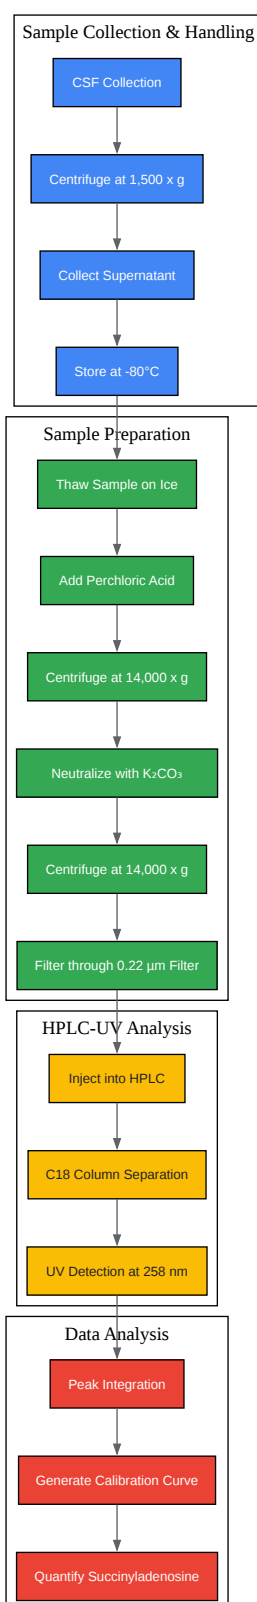 Sample Collection & Handling
CSF Collection
Centrifuge at 1,500 x g
Collect Supernatant
Store at -80°C
Sample Preparation
Thaw Sample on Ice
Add Perchloric Acid
Centrifuge at 14,000 x g
Neutralize with K₂CO₃
Centrifuge at 14,000 x g
Filter through 0.22 µm Filter
HPLC-UV Analysis
Inject into HPLC
C18 Column Separation
UV Detection at 258 nm
Data Analysis
Peak Integration
Generate Calibration Curve
Quantify Succinyladenosine